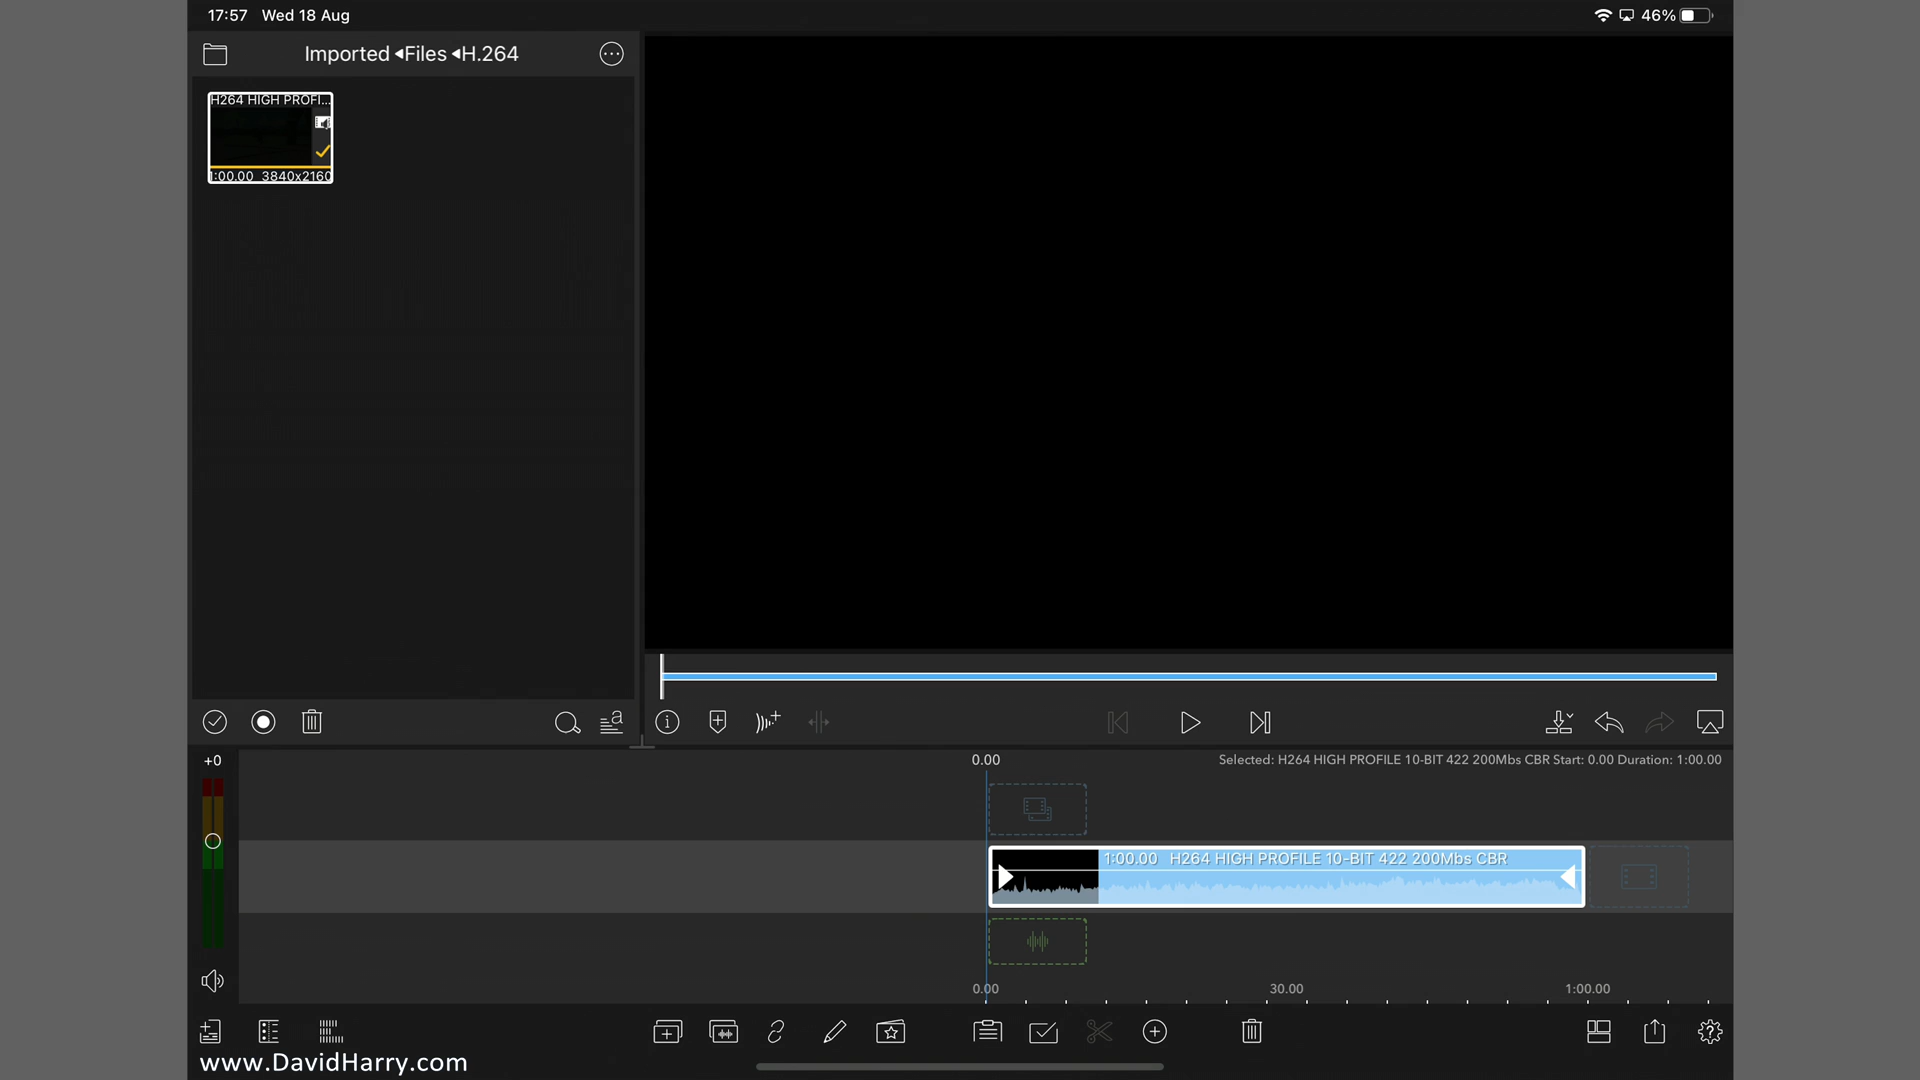 17:57 Wed 18 Aug
46%
Imported ◂Files ◂H.264
H264 HIGH PROFI...
1:00.00 3840x2160
+0
0.00
Selected: H264 HIGH PROFILE 10-BIT 422 200Mbs CBR Start: 0.00 Duration: 1:00.00
1:00.00 H264 HIGH PROFILE 10-BIT 422 200Mbs CBR
0.00 30.00 1:00.00
www.DavidHarry.com